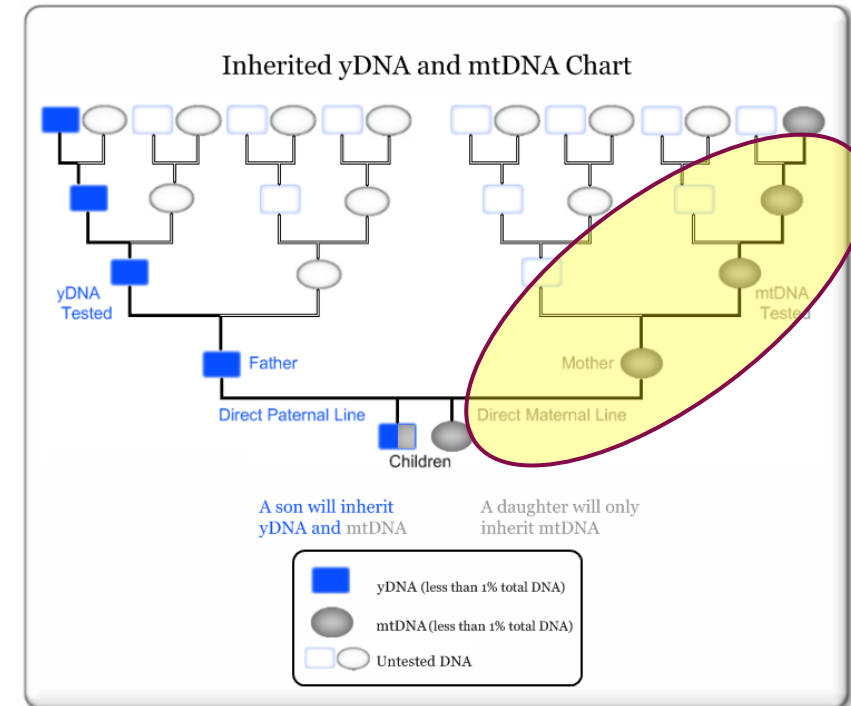 Inherited yDNA and mtDNA Chart
yDNA
Tested
mtDNA
Tested
Father
Mother
Direct Paternal Line
Direct Maternal Line
Children
A son will inherit
yDNA and mtDNA
A daughter will only
inherit mtDNA
yDNA (less than 1% total DNA)
mtDNA (less than 1% total DNA)
Untested DNA